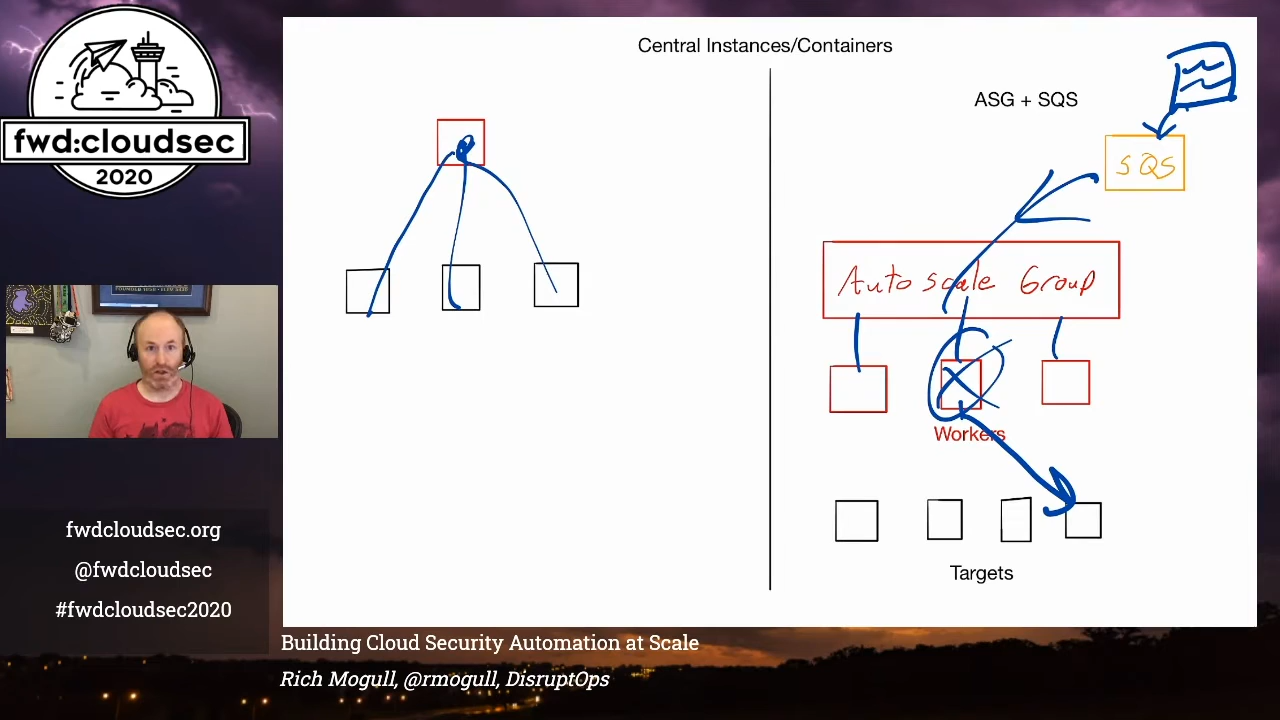 fwd:cloudsec
2020
Central Instances/Containers
ASG + SQS
SQS
Auto scale Group
Workers
Targets
fwdcloudsec.org
@fwdcloudsec
#fwdcloudsec2020
Building Cloud Security Automation at Scale
Rich Mogull, @rmogull, DisruptOps